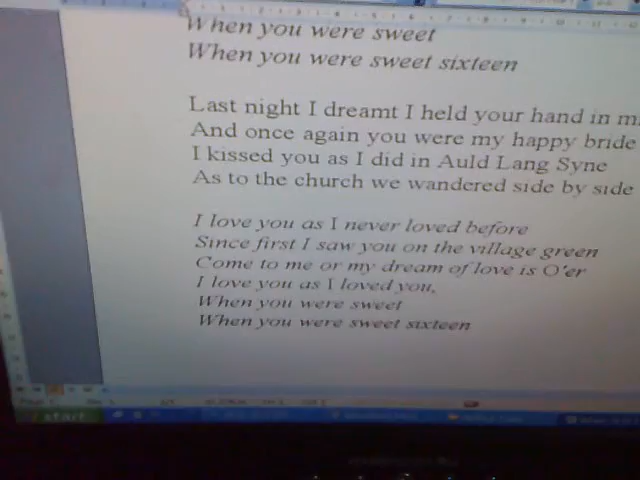 When you were sweet
When you were sweet sixteen
Last night I dreamt I held your hand in
And once again you were my happy bride
I kissed you as I did in Auld Lang Syne
As to the church we wandered side by side
I love you as I never loved before
Since first I saw you on the village green
Come to me or my dream of love is O'er
I love you as I loved you,
When you were sweet
When you were sweet sixteen
start